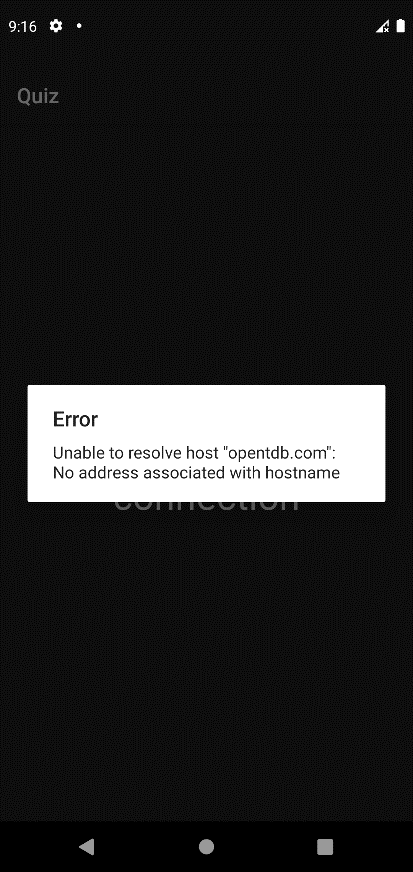 9:16
Quiz
Error
Unable to resolve host "opentdb.com":
No address associated with hostname
connection